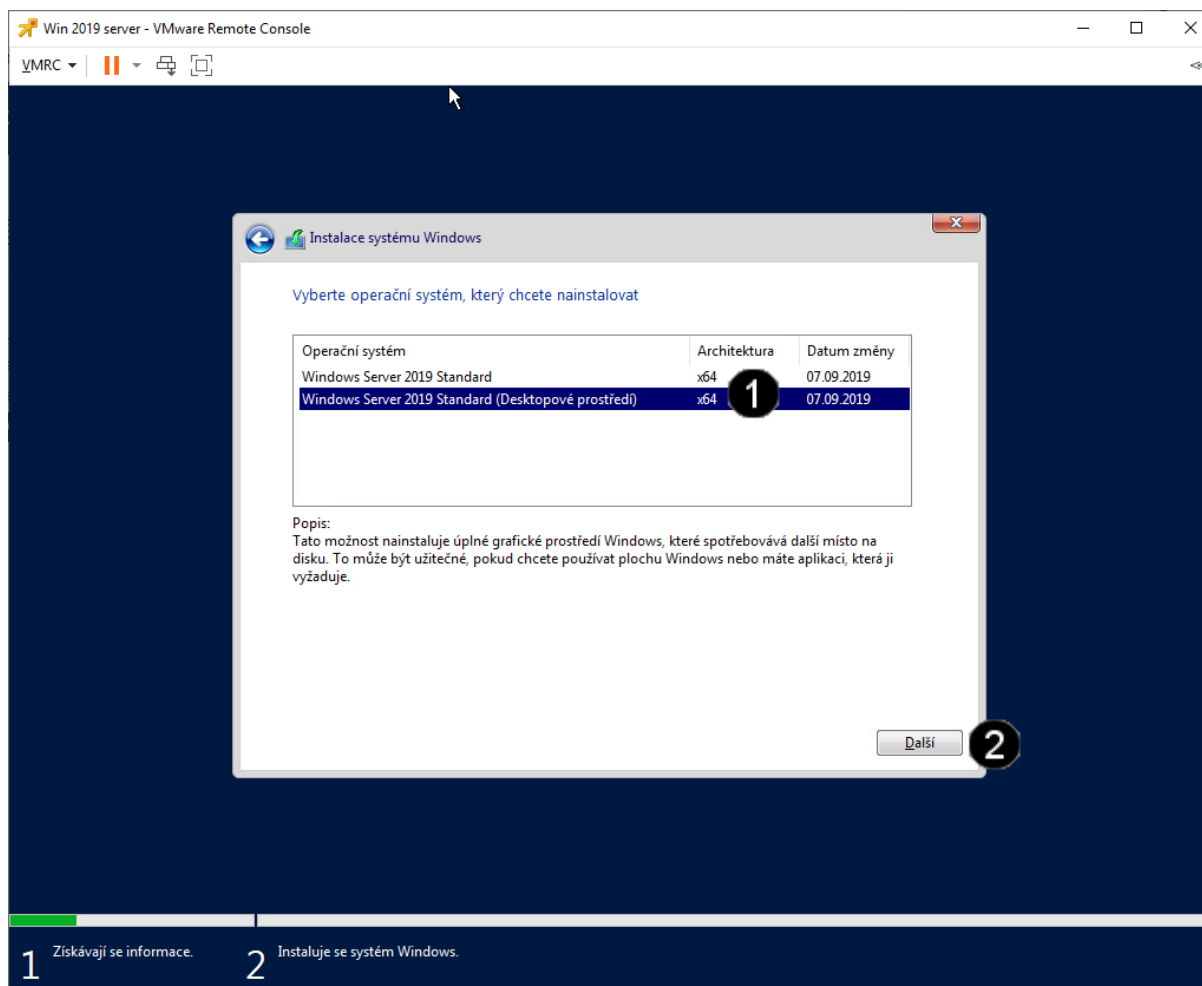 Win 2019 server - VMware Remote Console
VMRC
Instalace systému Windows
Vyberte operační systém, který chcete nainstalovat
Operační systém Architektura Datum změny
Windows Server 2019 Standard x64 07.09.2019
Windows Server 2019 Standard (Desktopové prostředí) x64 07.09.2019
1
Popis:
Tato možnost nainstaluje úplné grafické prostředí Windows, které spotřebovává další místo na
disku. To může být užitečné, pokud chcete používat plochu Windows nebo máte aplikaci, která ji
vyžaduje.
Další 2
1 Získávají se informace. 2 Instaluje se systém Windows.